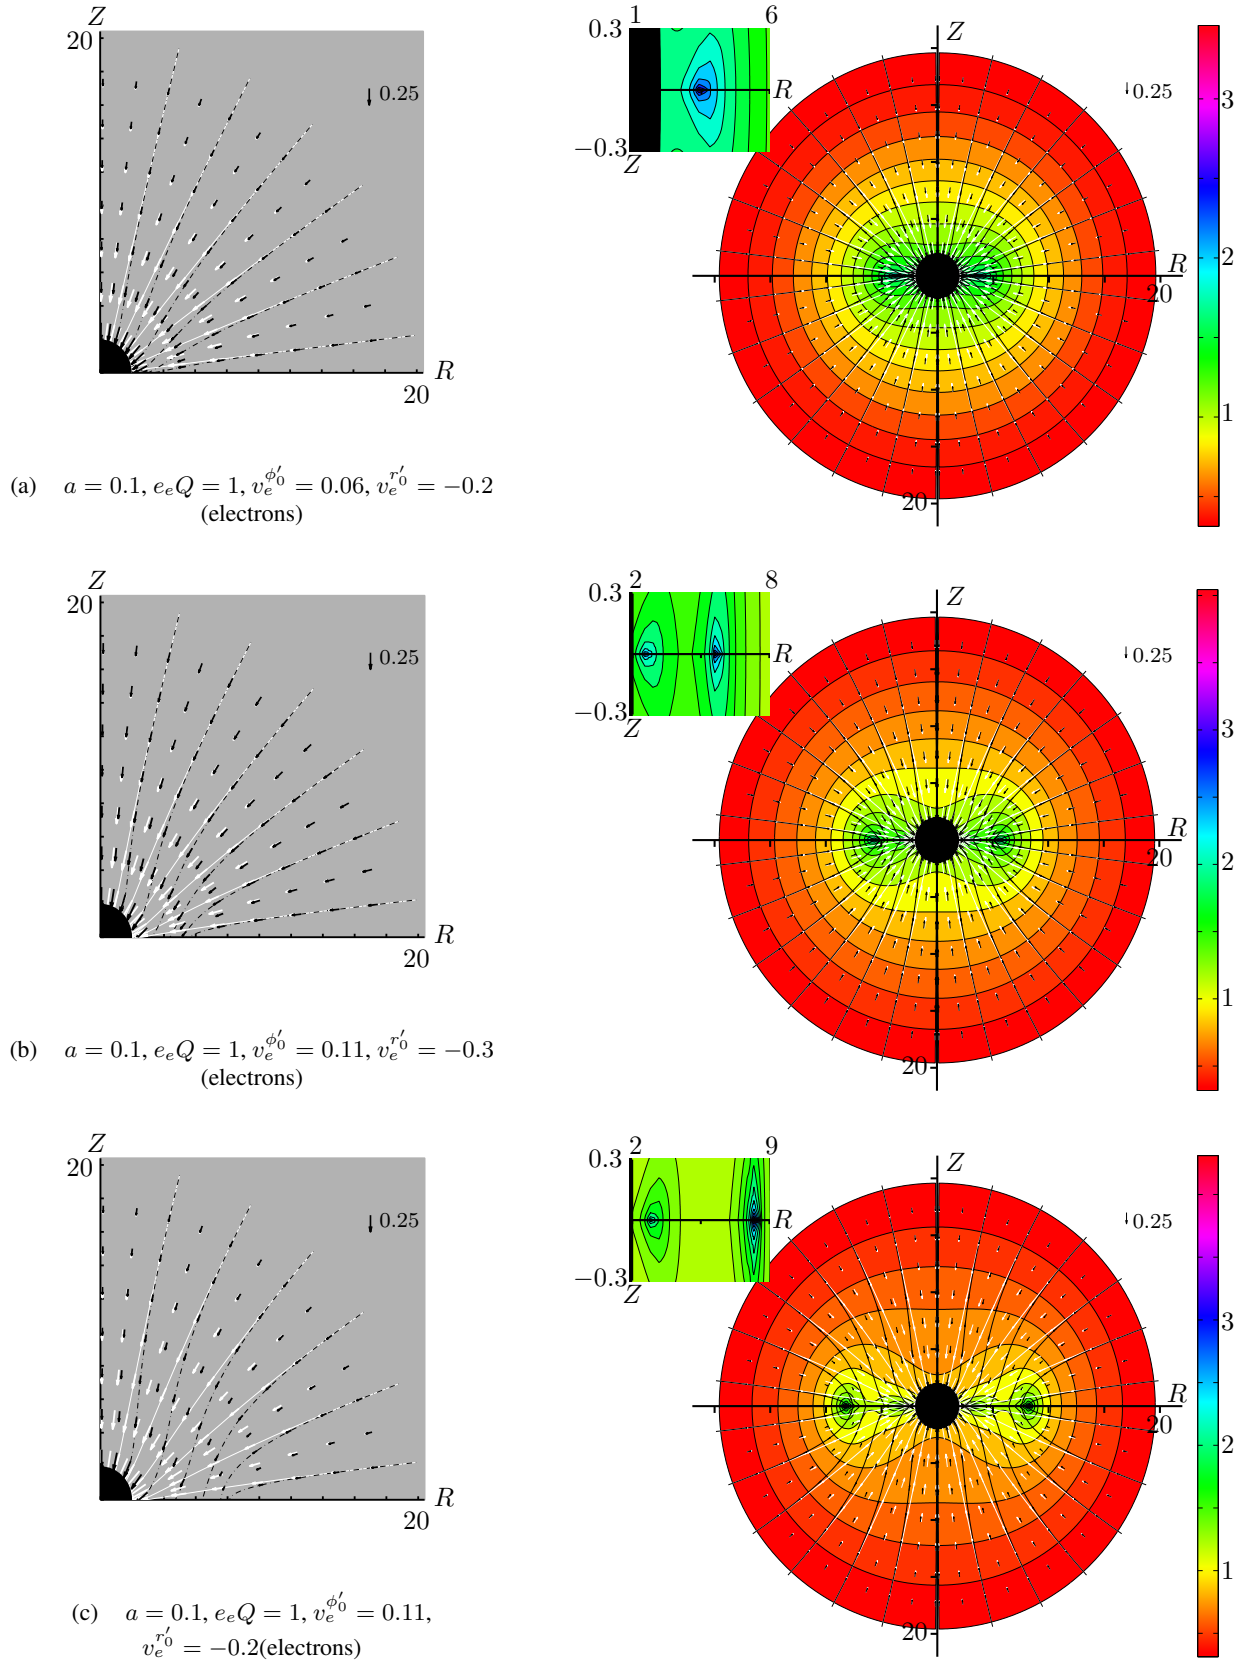 Z
20
0.25
R
20
1 6
0.3
−0.3
Z
R
Z
0.25
R
20
20
3
2
1
(a) a = 0.1, e_eQ = 1, v_e^{ϕ′_0} = 0.06, v_e^{r′_0} = −0.2
(electrons)
Z
20
0.25
R
20
2 8
0.3
−0.3
Z
R
Z
0.25
R
20
20
3
2
1
(b) a = 0.1, e_eQ = 1, v_e^{ϕ′_0} = 0.11, v_e^{r′_0} = −0.3
(electrons)
Z
20
0.25
R
20
2 9
0.3
−0.3
Z
R
Z
0.25
R
20
20
3
2
1
(c) a = 0.1, e_eQ = 1, v_e^{ϕ′_0} = 0.11,
v_e^{r′_0} = −0.2(electrons)